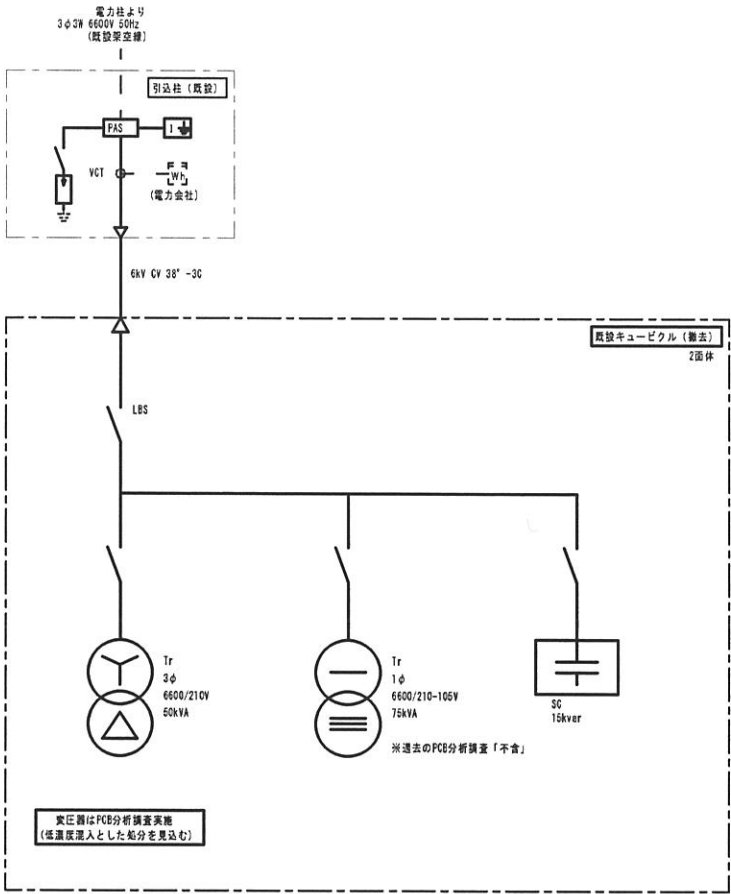 電力柱より
3φ3W 6600V 50Hz
(既設架空線)
引込柱(既設)
PAS
VCT
Wh
(電力会社)
6kV CV 38° -3C
既設キュービクル(撤去)
2面体
LBS
Tr
3φ
6600/210V
50kVA
Tr
1φ
6600/210-105V
75kVA
※過去のPCB分析調査「不含」
SC
15kvar
変圧器はPCB分析調査実施
(低濃度混入とした処分を見込む)